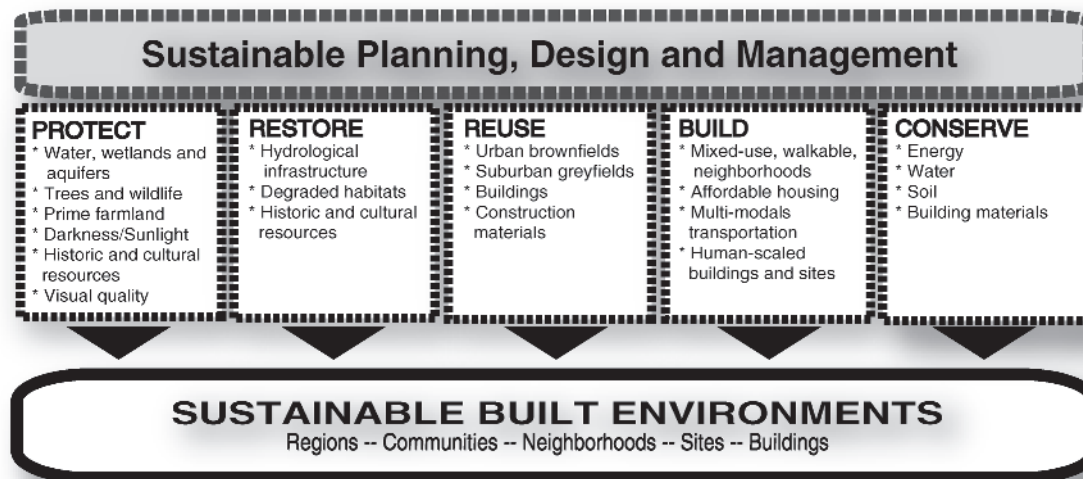 Sustainable Planning, Design and Management
PROTECT
* Water, wetlands and
aquifers
* Trees and wildlife
* Prime farmland
* Darkness/Sunlight
* Historic and cultural
resources
* Visual quality
RESTORE
* Hydrological
infrastructure
* Degraded habitats
* Historic and cultural
resources
REUSE
* Urban brownfields
* Suburban greyfields
* Buildings
* Construction
materials
BUILD
* Mixed-use, walkable,
neighborhoods
* Affordable housing
* Multi-modals
transportation
* Human-scaled
buildings and sites
CONSERVE
* Energy
* Water
* Soil
* Building materials
SUSTAINABLE BUILT ENVIRONMENTS
Regions -- Communities -- Neighborhoods -- Sites -- Buildings